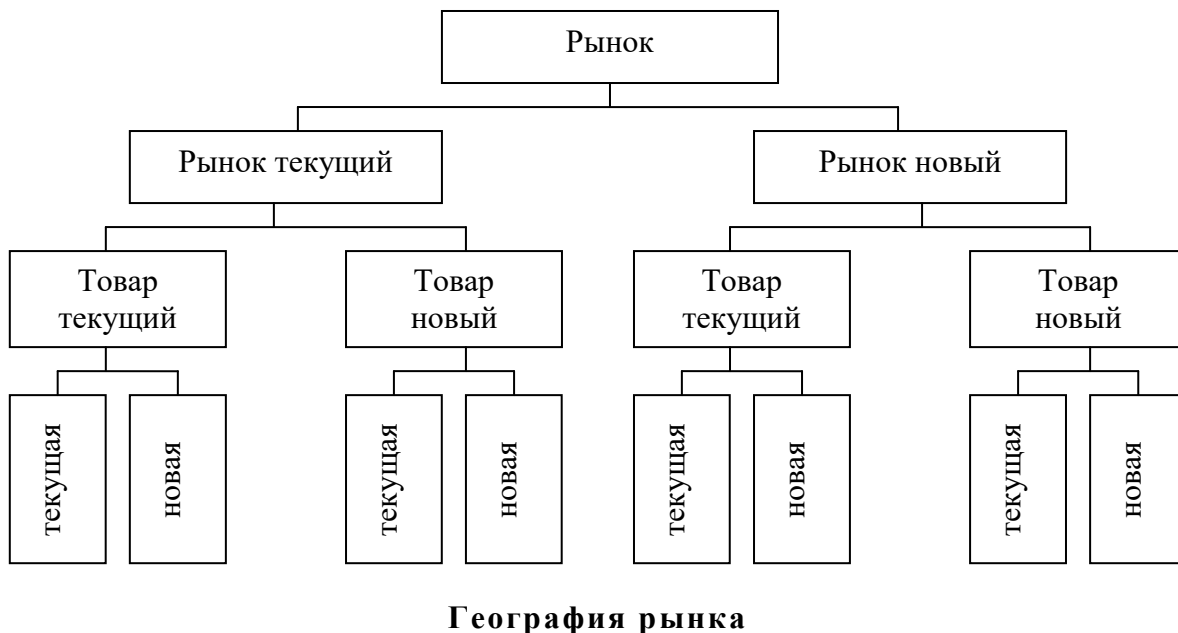 Рынок
Рынок текущий
Рынок новый
Товар
текущий
Товар
новый
Товар
текущий
Товар
новый
текущая
новая
текущая
новая
текущая
новая
текущая
новая
География рынка